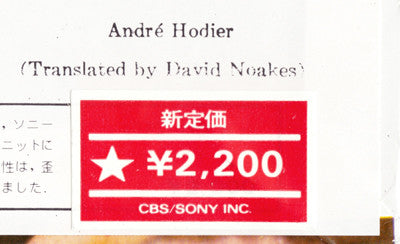 André Hodier
(Translated by David Noakes)
, ソニー
ニットに
性は, 歪
ました.
新定価
★ ¥2,200
CBS/SONY INC.